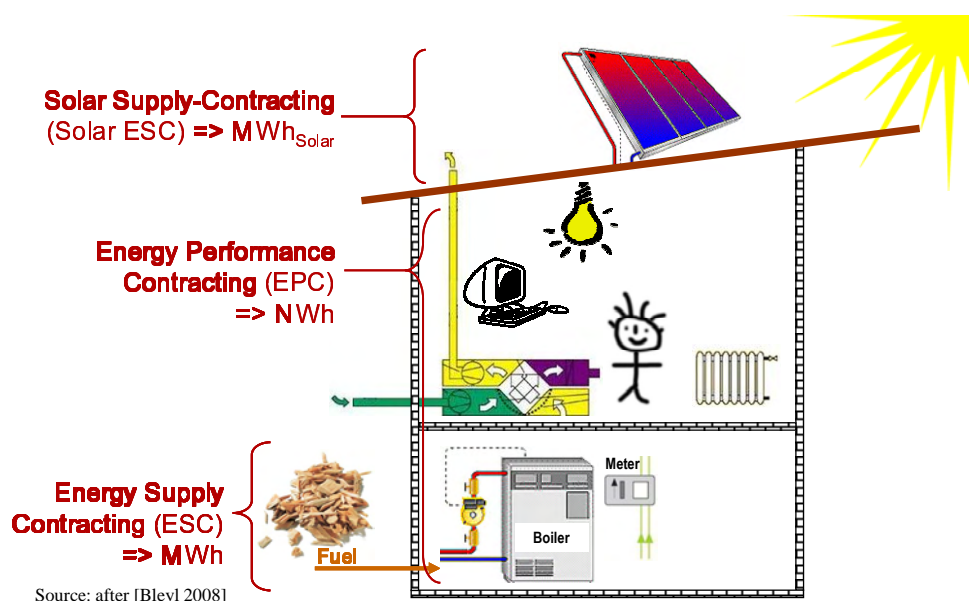 Solar Supply-Contracting
(Solar ESC) => MWhSolar
Energy Performance
Contracting (EPC)
=> NWh
Energy Supply
Contracting (ESC)
=> MWh
Meter
Boiler
Fuel
Source: after [Bleyl 2008]